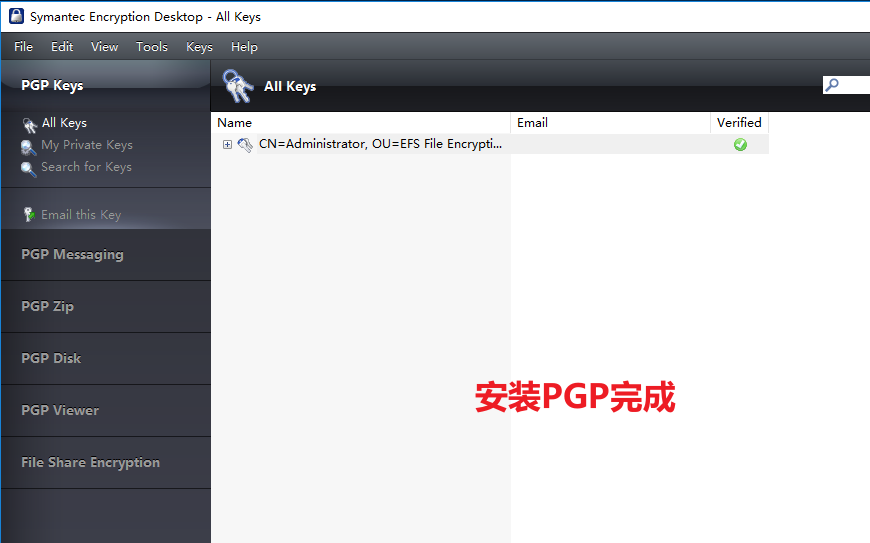 Symantec Encryption Desktop - All Keys
File Edit View Tools Keys Help
PGP Keys
All Keys
My Private Keys
Search for Keys
Email this Key
PGP Messaging
PGP Zip
PGP Disk
PGP Viewer
File Share Encryption
All Keys
Name Email Verified
CN=Administrator, OU=EFS File Encrypti...
安装PGP完成